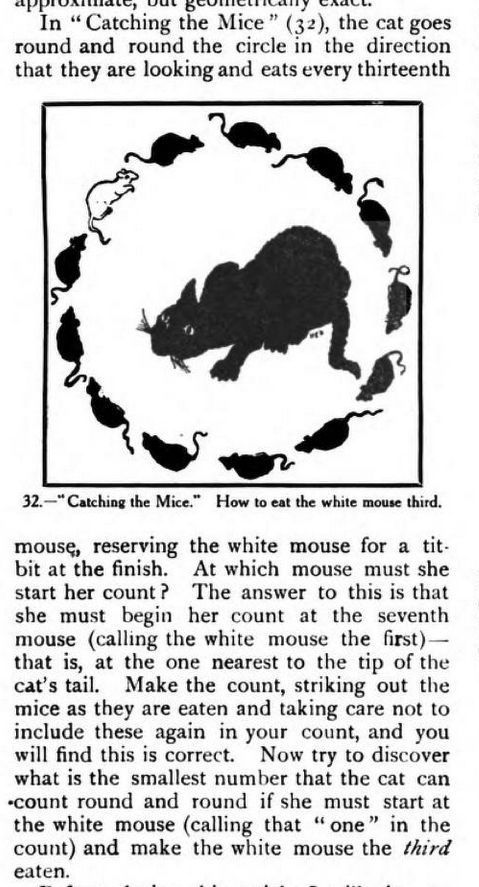 approximate, but geometrically exact.
In “ Catching the Mice ” (32), the cat goes
round and round the circle in the direction
that they are looking and eats every thirteenth
32.—“ Catching the Mice.” How to eat the white mouse third.
mouse, reserving the white mouse for a tit-
bit at the finish. At which mouse must she
start her count? The answer to this is that
she must begin her count at the seventh
mouse (calling the white mouse the first)—
that is, at the one nearest to the tip of the
cat's tail. Make the count, striking out the
mice as they are eaten and taking care not to
include these again in your count, and you
will find this is correct. Now try to discover
what is the smallest number that the cat can
count round and round if she must start at
the white mouse (calling that “ one ” in the
count) and make the white mouse the third
eaten.